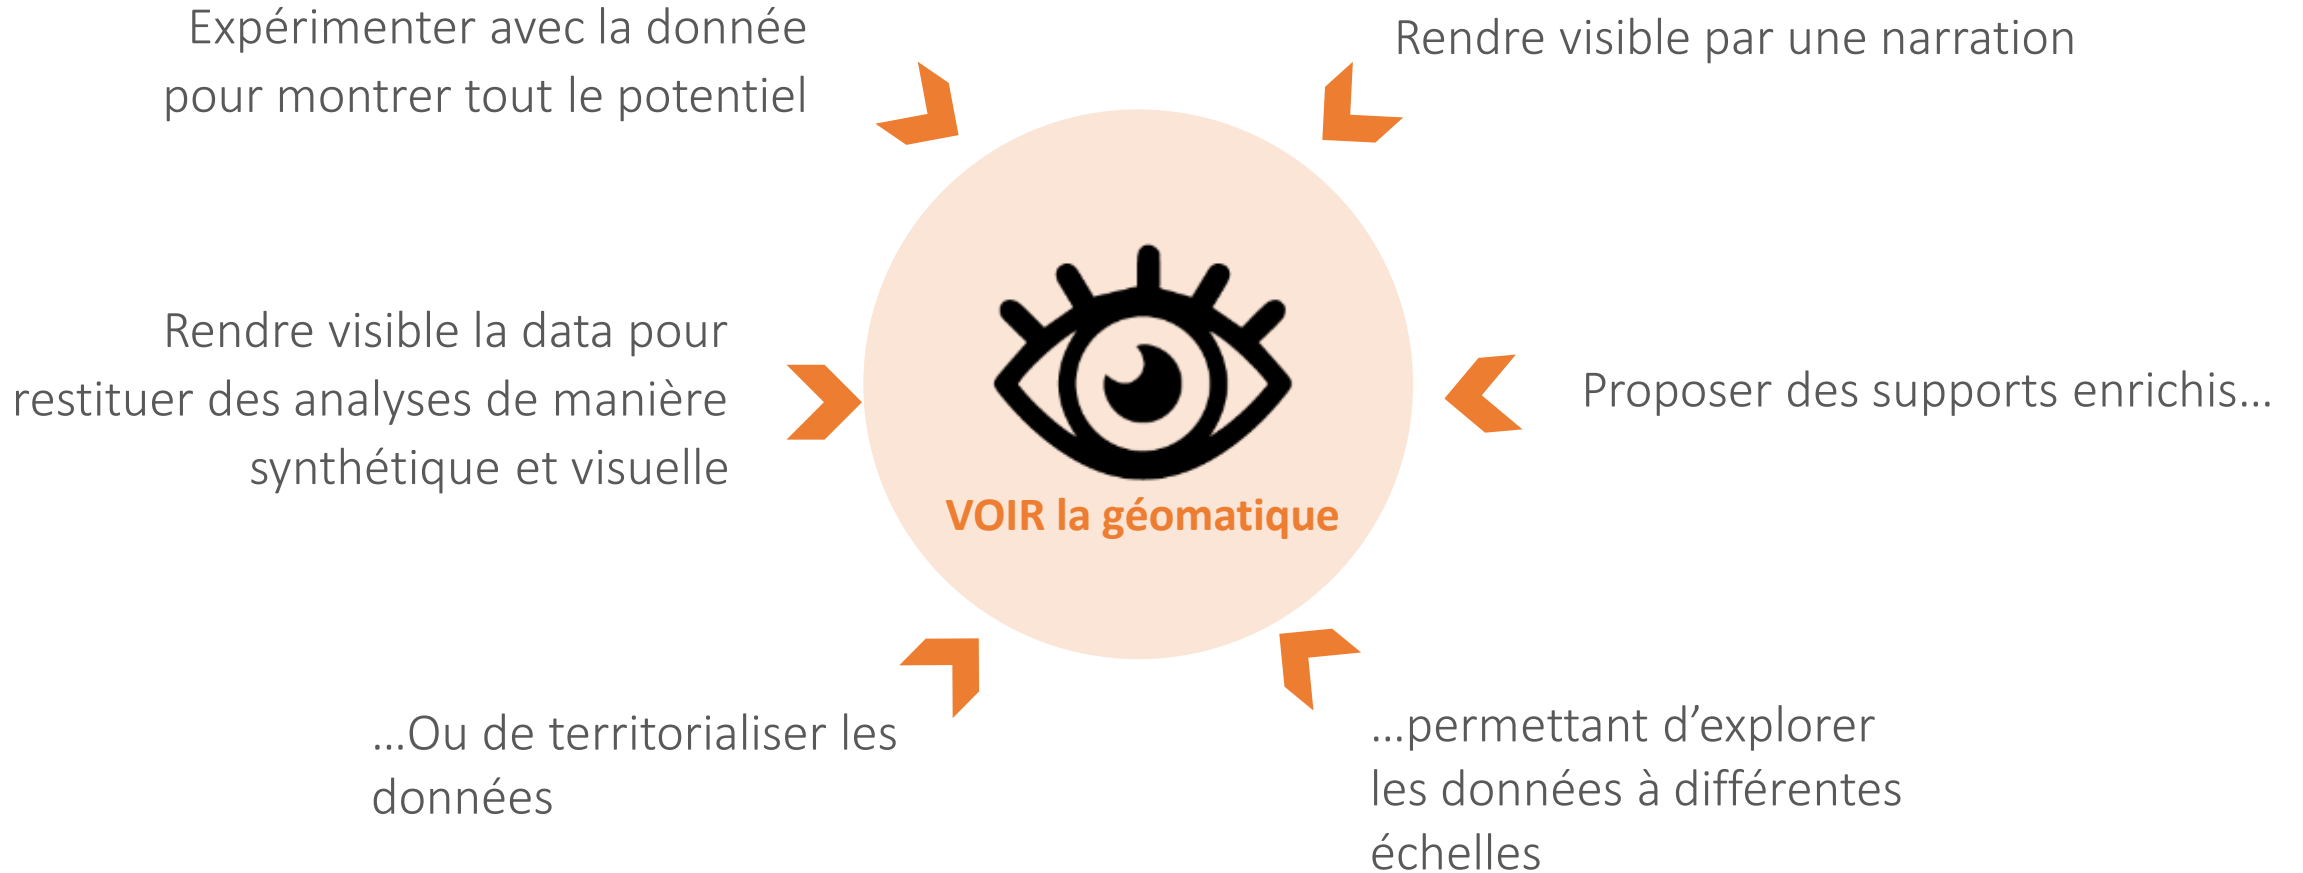 Expérimenter avec la donnée
pour montrer tout le potentiel
Rendre visible par une narration
Rendre visible la data pour
restituer des analyses de manière
synthétique et visuelle
Proposer des supports enrichis...
VOIR la géomatique
...Ou de territorialiser les
données
...permettant d’explorer
les données à différentes
échelles